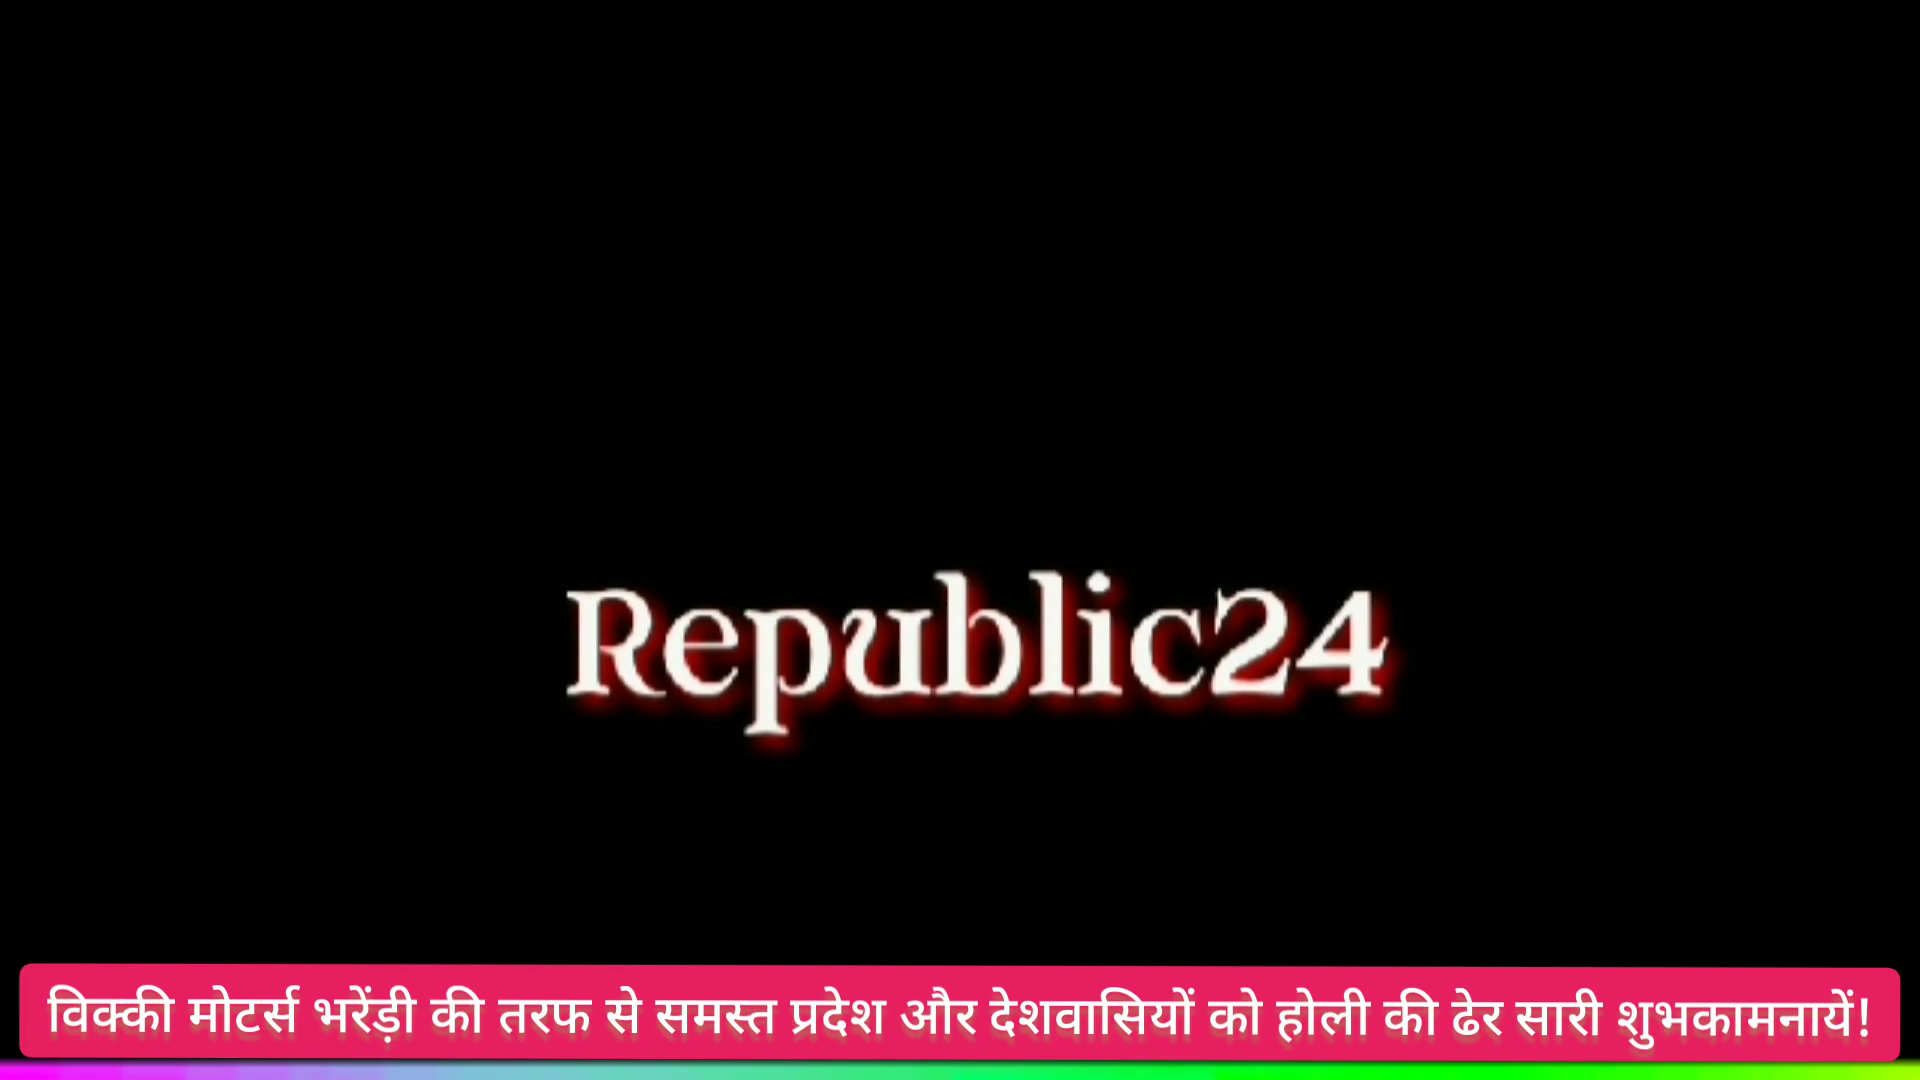 Republic24
विक्की मोटर्स भरेंड़ी की तरफ से समस्त प्रदेश और देशवासियों को होली की ढेर सारी शुभकामनायें!